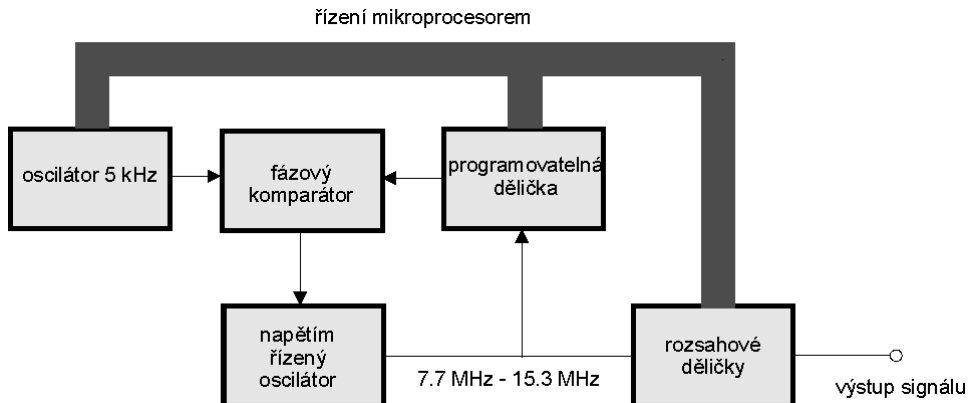 řízení mikroprocesorem
oscilátor 5 kHz
fázový
komparátor
programovatelná
dělička
napětím
řízený
oscilátor
7.7 MHz - 15.3 MHz
rozsahové
děličky
výstup signálu